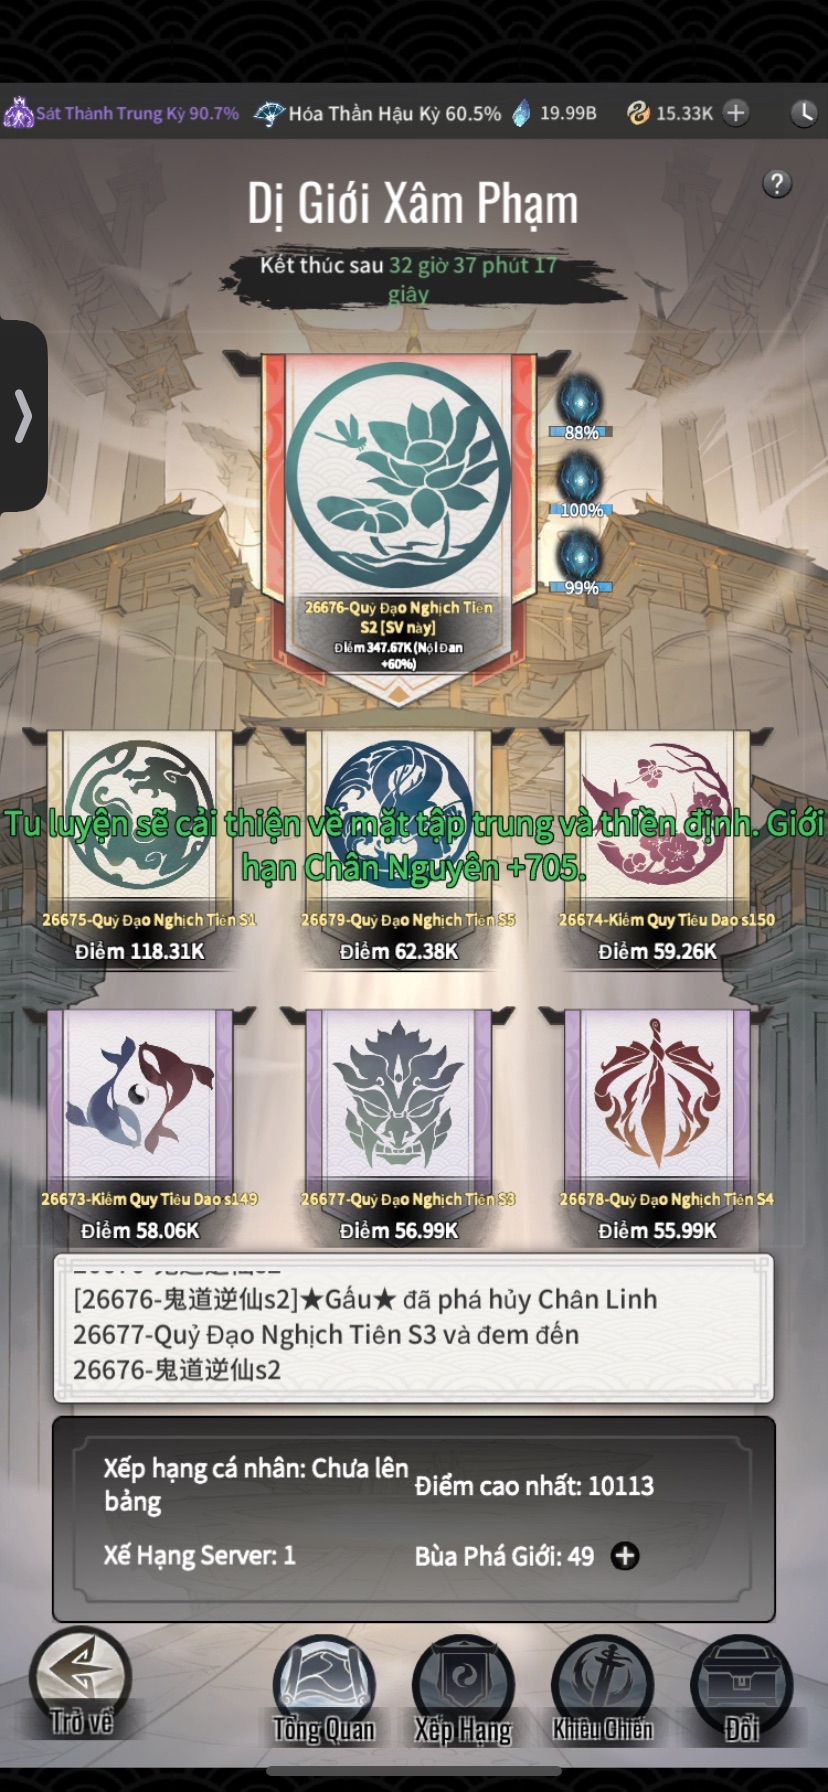 Sát Thành Trung Kỳ 90.7% Hóa Thần Hậu Kỳ 60.5% 19.99B 15.33K
Dị Giới Xâm Phạm
?
Kết thúc sau 32 giờ 37 phút 17
giây
88%
100%
99%
26676-Quỷ Đạo Nghịch Tiên
S2 [SV này]
Điểm 347.67K (Nội Đan
+60%)
Tu luyện sẽ cải thiện về mặt tập trung và thiền định. Giới
hạn Chân Nguyên +705.
26675-Quỷ Đạo Nghịch Tiên S1 26679-Quỷ Đạo Nghịch Tiên S5 26674-Kiếm Quy Tiêu Dao s150
Điểm 118.31K Điểm 62.38K Điểm 59.26K
26673-Kiếm Quy Tiêu Dao s149 26677-Quỷ Đạo Nghịch Tiên S3 26678-Quỷ Đạo Nghịch Tiên S4
Điểm 58.06K Điểm 56.99K Điểm 55.99K
26676-鬼道逆仙s2
[26676-鬼道逆仙s2]★Gấu★ đã phá hủy Chân Linh
26677-Quỷ Đạo Nghịch Tiên S3 và đem đến
26676-鬼道逆仙s2
Xếp hạng cá nhân: Chưa lên
bảng
Điểm cao nhất: 10113
Xế Hạng Server: 1 Bùa Phá Giới: 49
Trở về Tổng Quan Xếp Hạng Khiêu Chiến Đổi